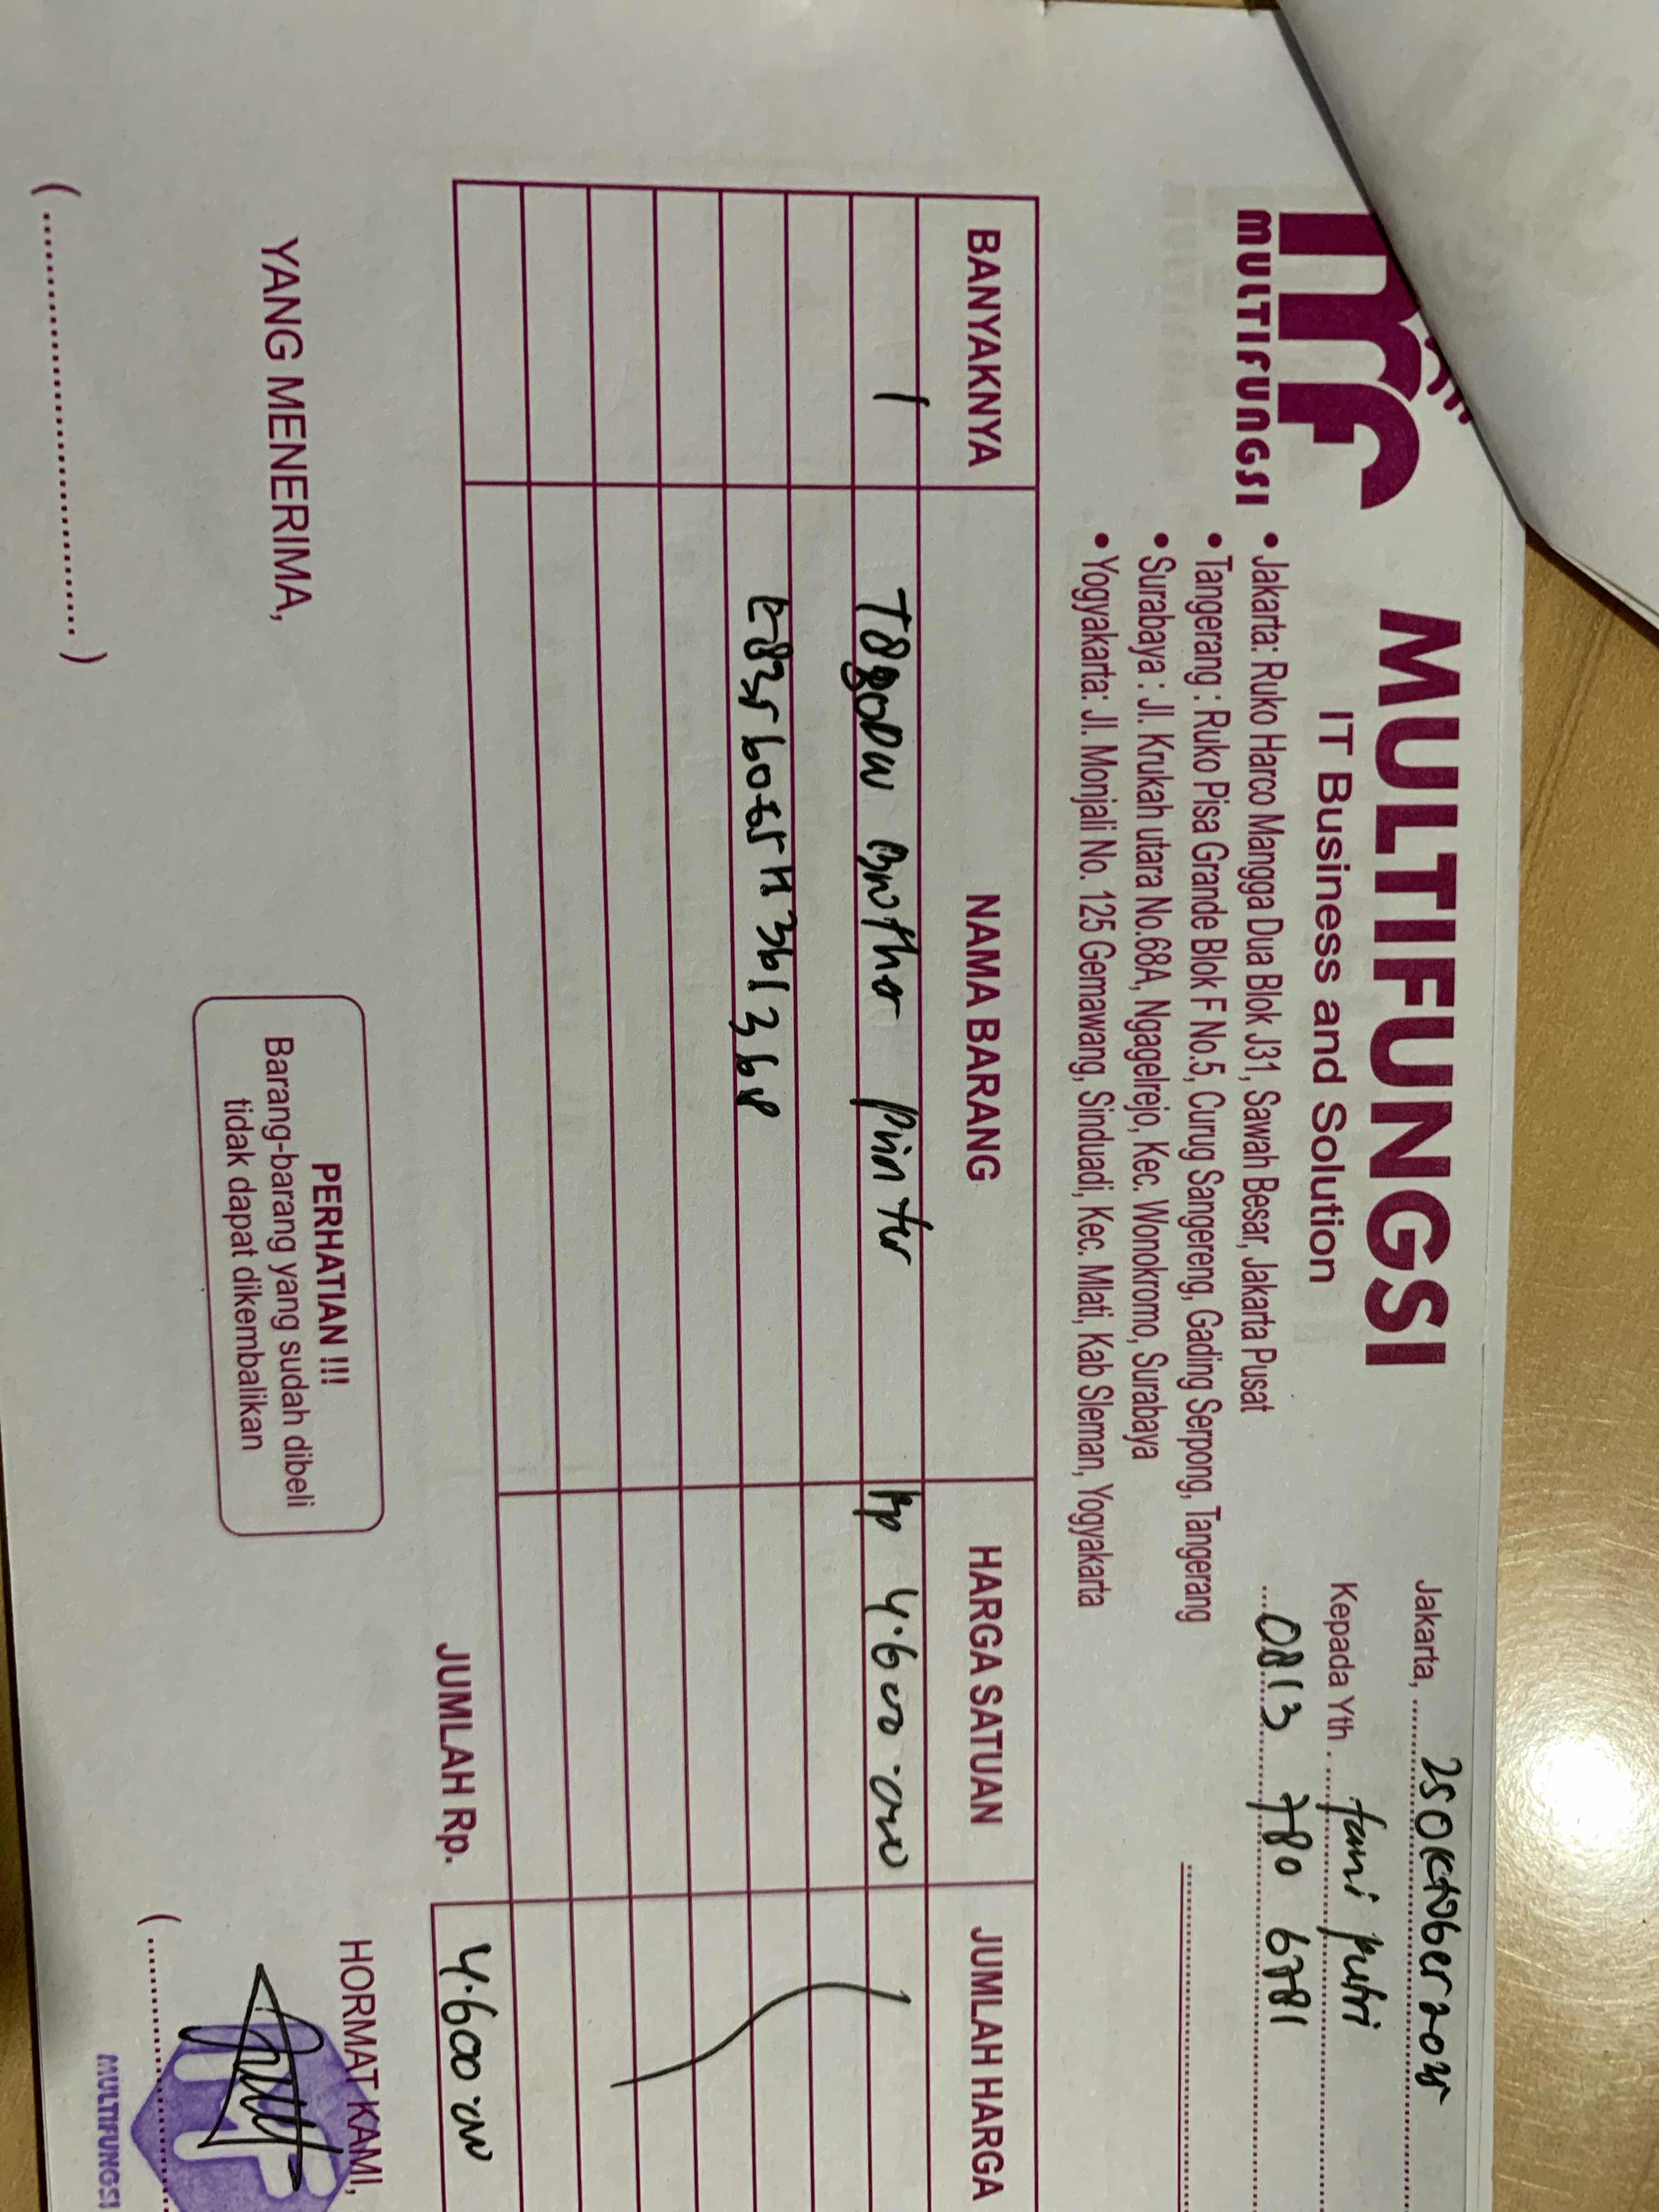 MULTIFUNGSI
MULTIFUNGSI
IT Business and Solution
• Jakarta: Ruko Harco Mangga Dua Blok J31, Sawah Besar, Jakarta Pusat
• Tangerang : Ruko Pisa Grande Blok F No.5, Curug Sangereng, Gading Serpong, Tangerang
• Surabaya : Jl. Krukah utara No.68A, Ngagelrejo, Kec. Wonokromo, Surabaya
• Yogyakarta: Jl. Monjali No. 125 Gemawang, Sinduadi, Kec. Mlati, Kab Sleman, Yogyakarta
Jakarta, 25 Oktober 2025
Kepada Yth. fani putri
0813 780 6781
BANYAKNYA NAMA BARANG HARGA SATUAN JUMLAH HARGA
1 Brother Printer Rp 4.600.000
JUMLAH Rp. 4.600.000
YANG MENERIMA,
PERHATIAN !!!
Barang-barang yang sudah dibeli
tidak dapat dikembalikan
HORMAT KAMI,
MULTIFUNGSI